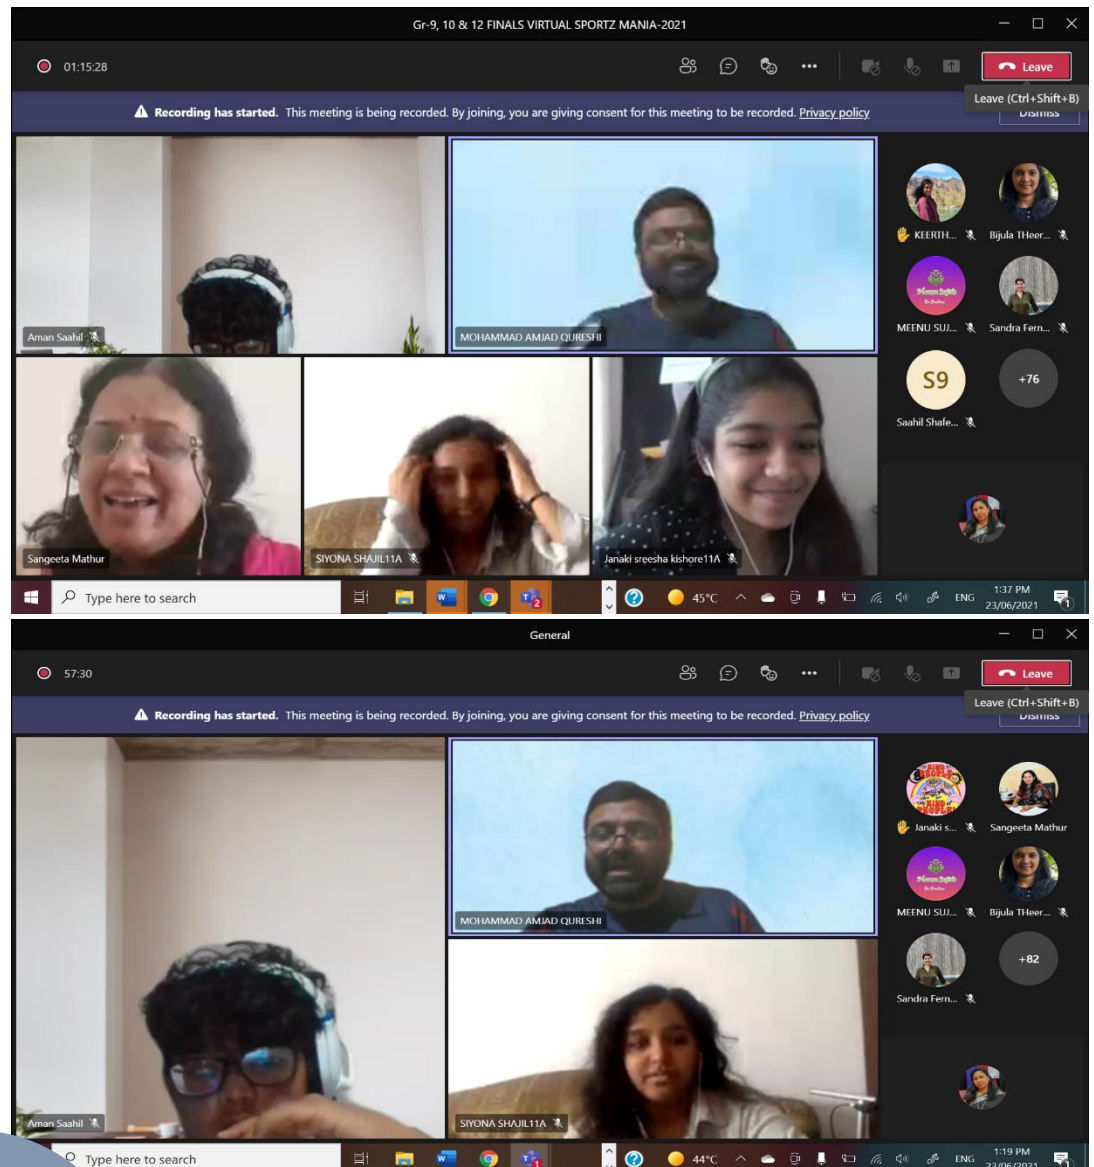 Gr-9, 10 & 12 FINALS VIRTUAL SPORTZ MANIA-2021
01:15:28
Leave
Leave (Ctrl+Shift+B)
Recording has started. This meeting is being recorded. By joining, you are giving consent for this meeting to be recorded. Privacy policy
Dismiss
Aman Saahil
MOHAMMAD AMJAD QURESHI
KEERTH...
Bijula THeer...
MEENU SUJ...
Sandra Fern...
S9
+76
Saahil Shafe...
Sangeeta Mathur
SIYONA SHAJIL11A
Janaki sreesha kishore11A
Type here to search
W
T 2
45°C
ENG
1:37 PM
23/06/2021
1
General
57:30
Leave
Leave (Ctrl+Shift+B)
Recording has started. This meeting is being recorded. By joining, you are giving consent for this meeting to be recorded. Privacy policy
Dismiss
MOHAMMAD AMJAD QURESHI
Janaki s...
Sangeeta Mathur
MEENU SUJ...
Bijula THeer...
+82
Sandra Fern...
Aman Saahil
SIYONA SHAJIL11A
Type here to search
W
T 1
44°C
ENG
1:19 PM
23/06/2021